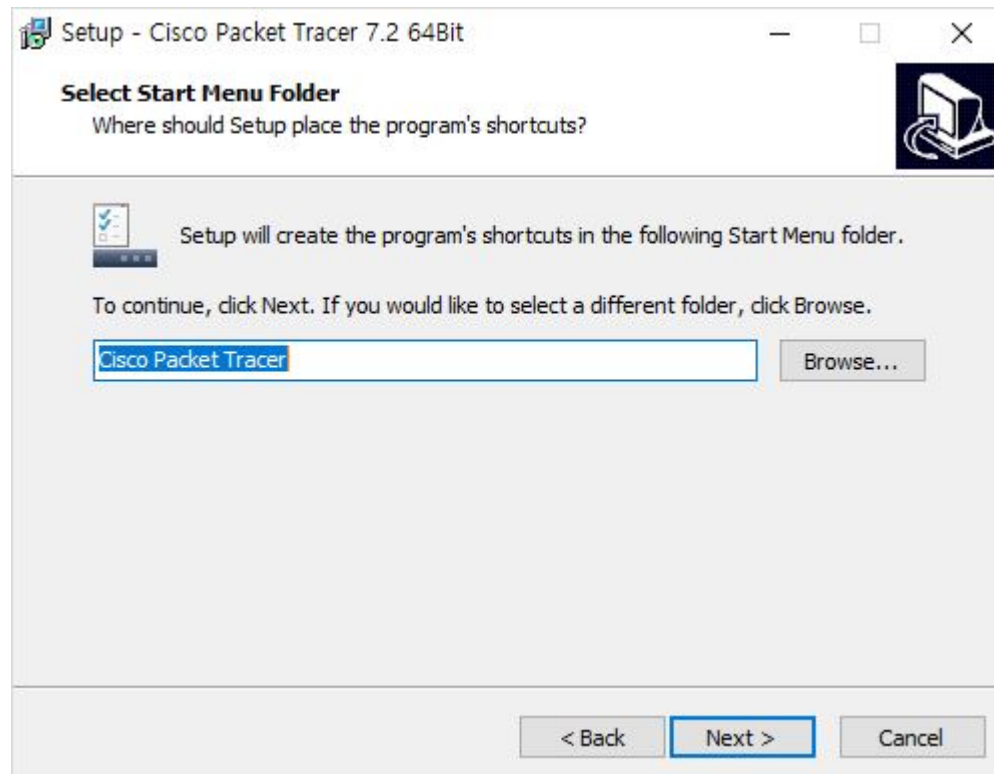 Setup - Cisco Packet Tracer 7.2 64Bit
Select Start Menu Folder
Where should Setup place the program's shortcuts?
Setup will create the program's shortcuts in the following Start Menu folder.
To continue, click Next. If you would like to select a different folder, click Browse.
Cisco Packet Tracer
Browse...
< Back
Next >
Cancel